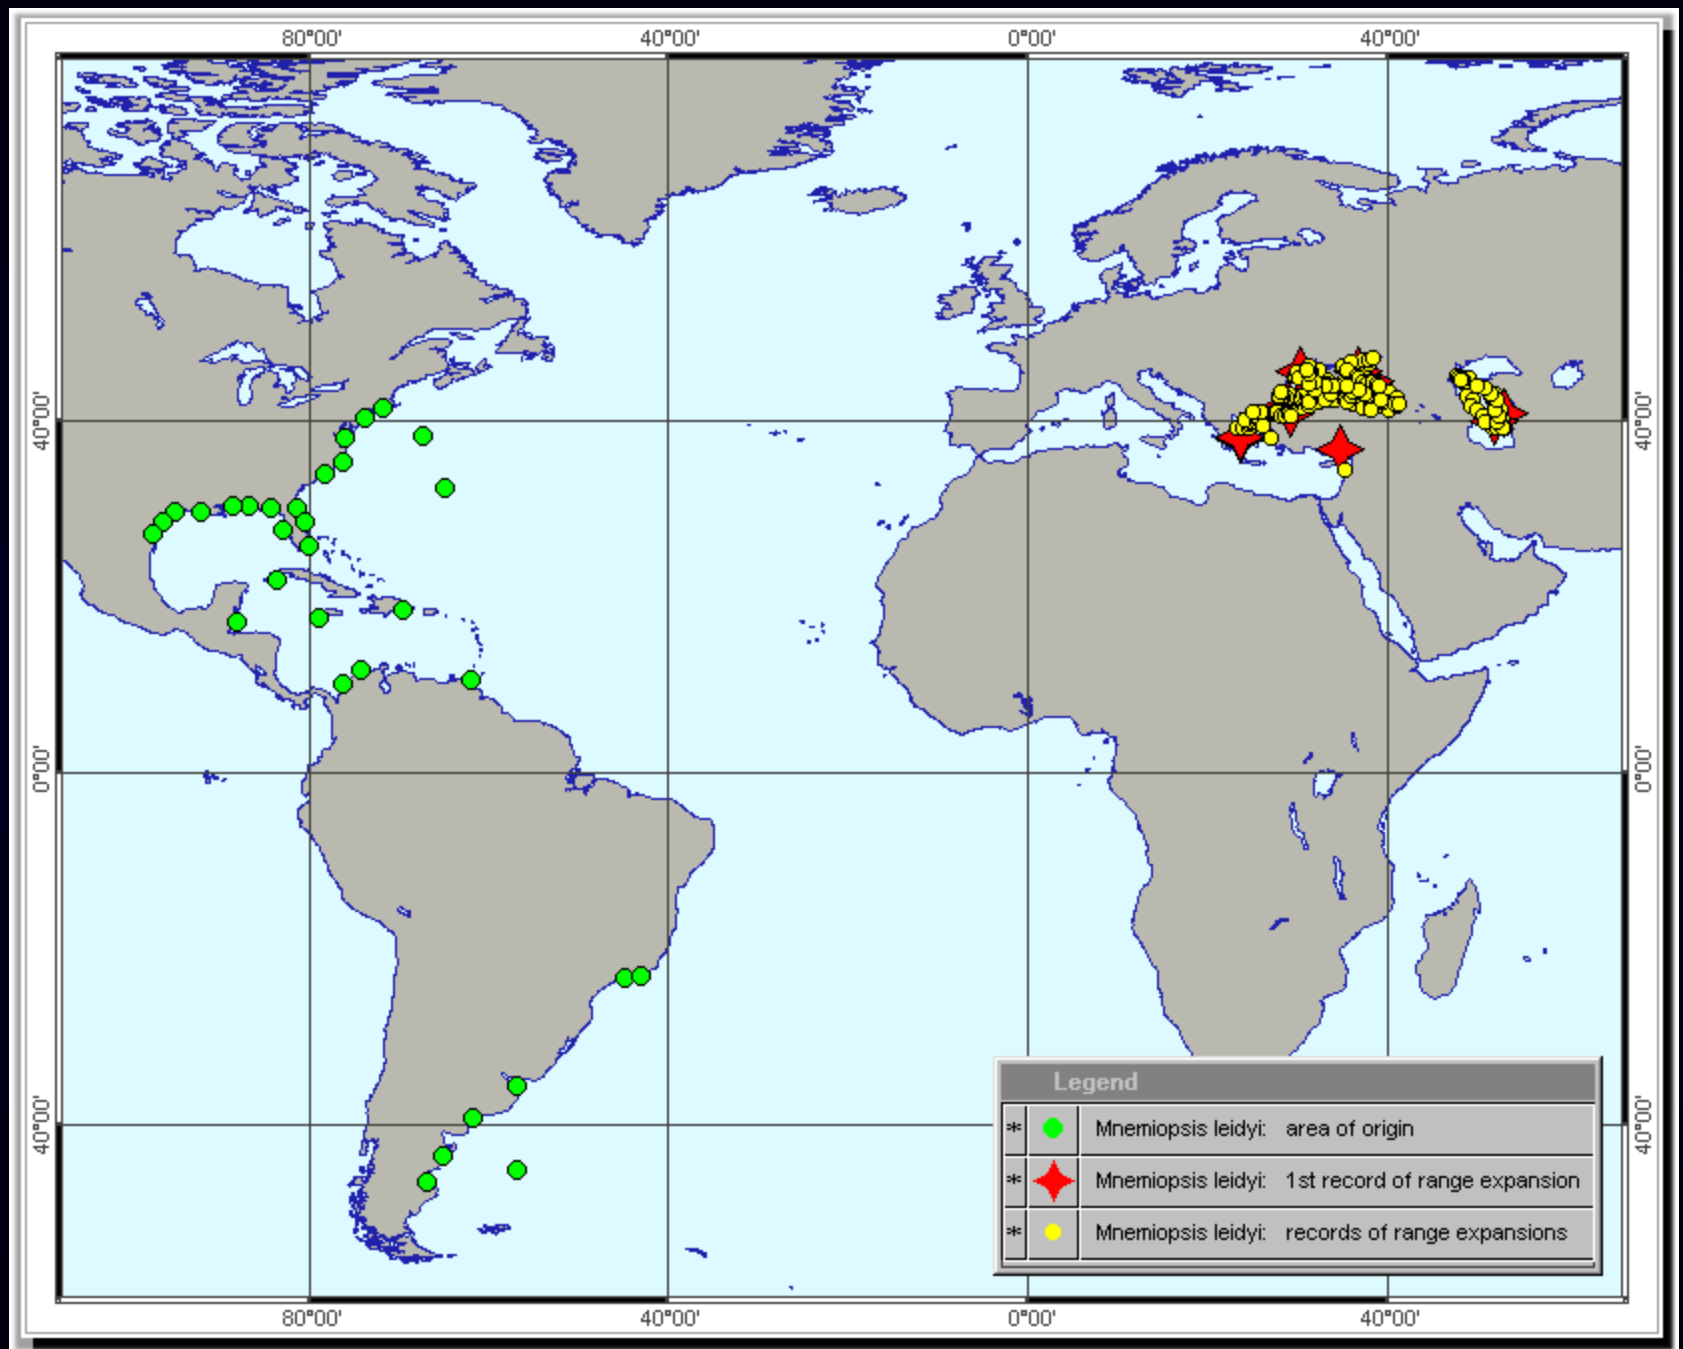 80°00' 40°00' 0°00' 40°00'
40°00' 40°00'
0°00' 0°00'
Legend
* Mnemiopsis leidyi: area of origin
40°00' 40°00'
* Mnemiopsis leidyi: 1st record of range expansion
* Mnemiopsis leidyi: records of range expansions
80°00' 40°00' 0°00' 40°00'